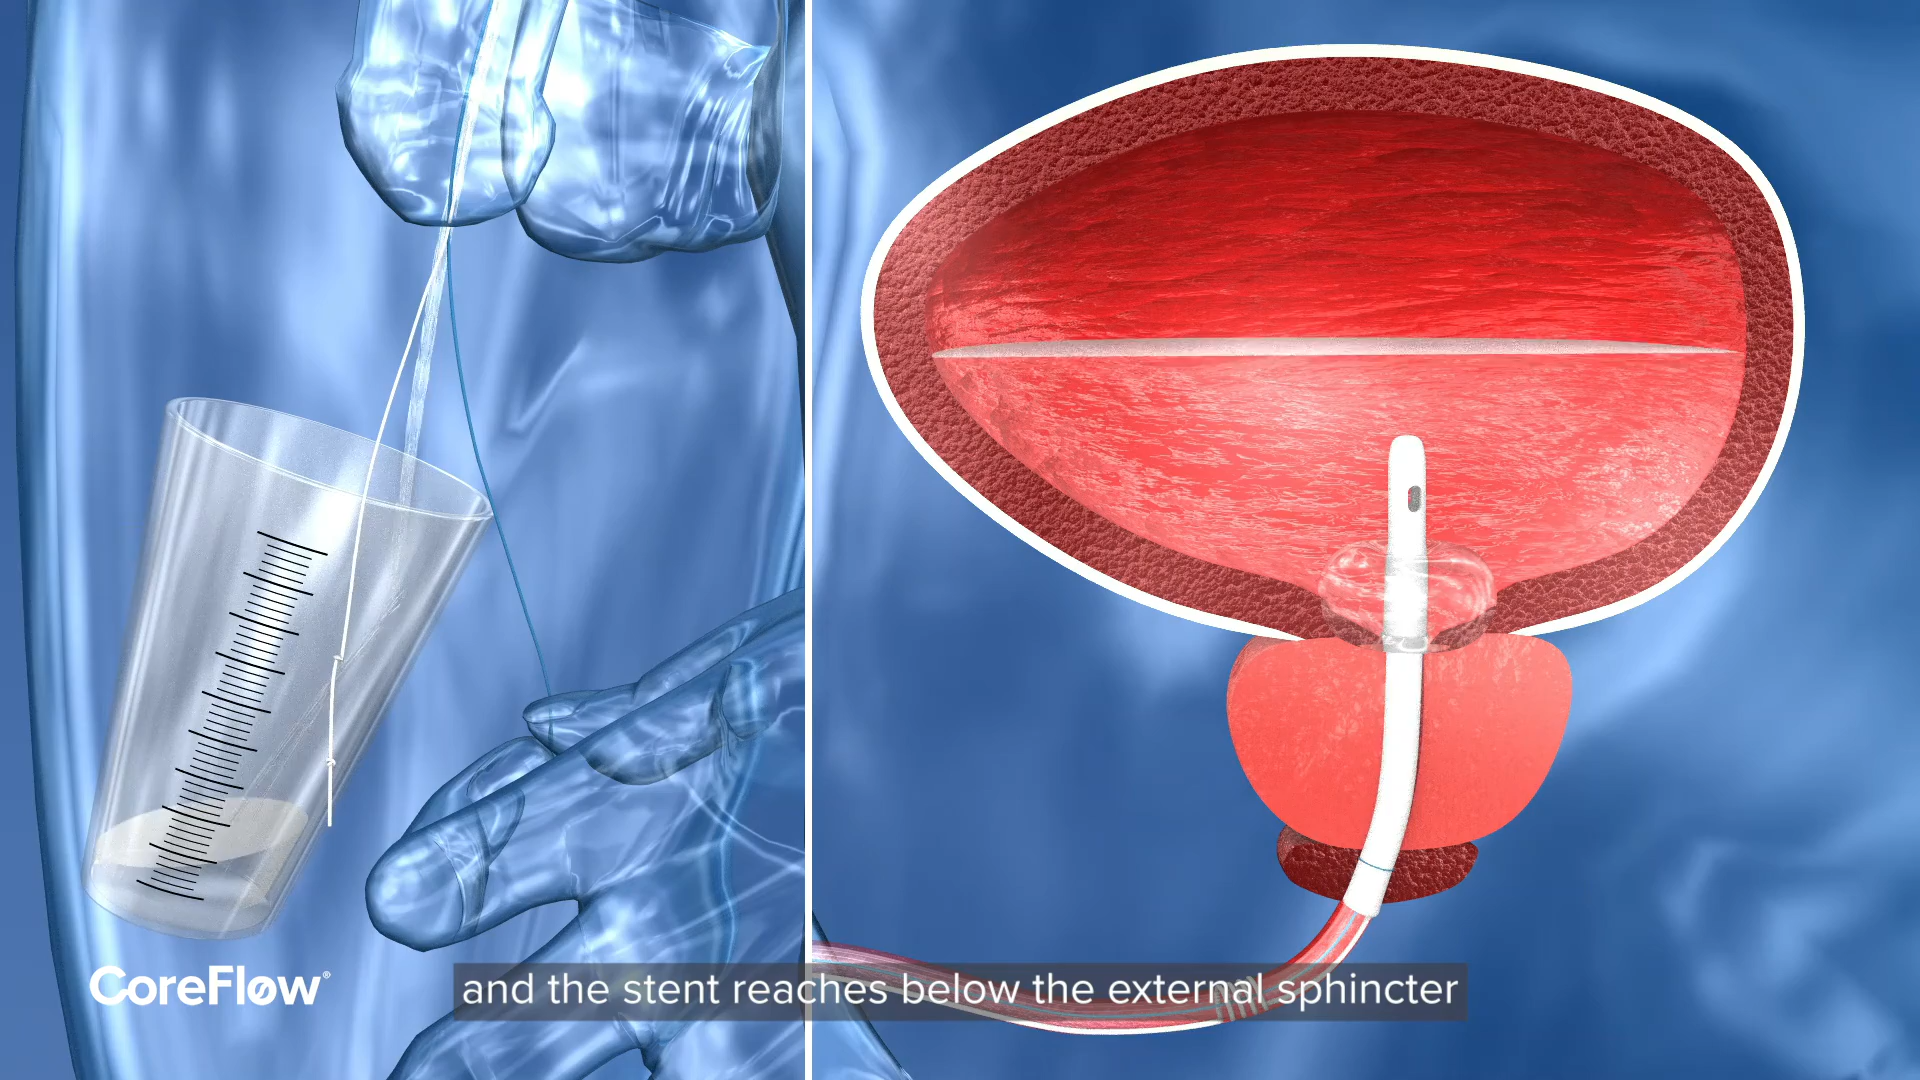 CoreFlow®
and the stent reaches below the external sphincter